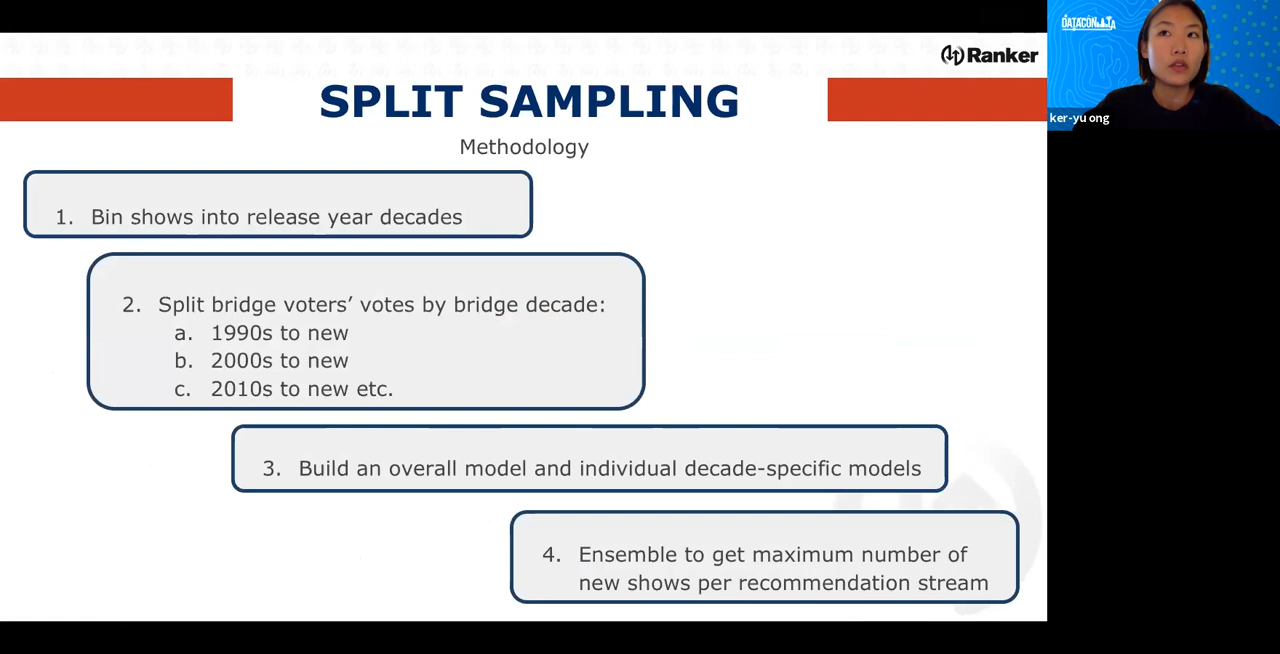 DATACON
Ranker
SPLIT SAMPLING
Methodology
ker-yu ong
1. Bin shows into release year decades
2. Split bridge voters’ votes by bridge decade:
a. 1990s to new
b. 2000s to new
c. 2010s to new etc.
3. Build an overall model and individual decade-specific models
4. Ensemble to get maximum number of
new shows per recommendation stream